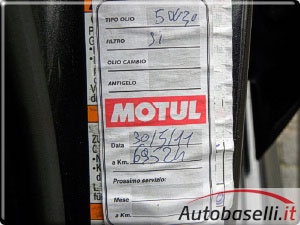 TIPO OLIO 5W30
FILTRO SI
OLIO CAMBIO
ANTIGELO
MOTUL
Data 30/5/11
a Km. 69524
Prossimo servizio:
Mese
a Km.
Autobaselli.it